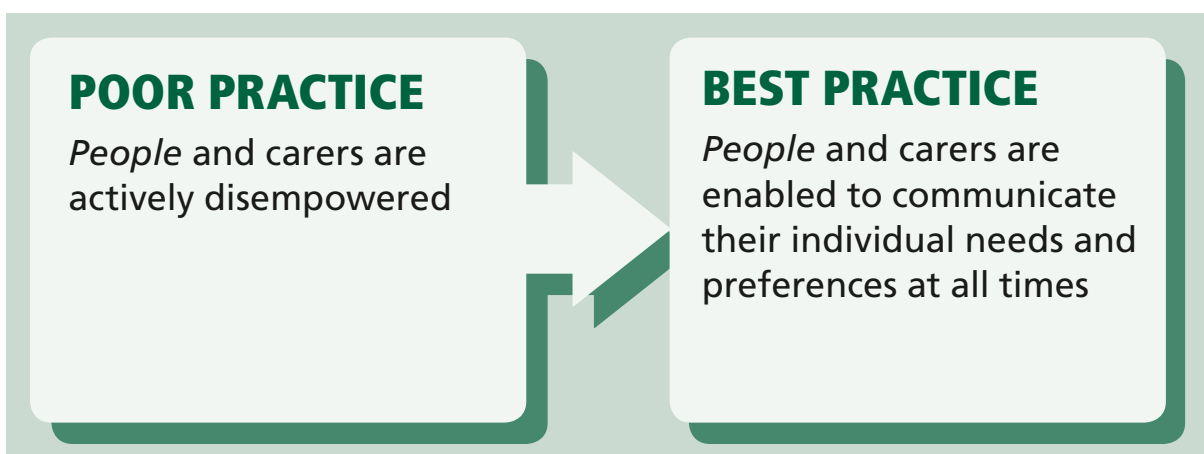 POOR PRACTICE
People and carers are
actively disempowered
BEST PRACTICE
People and carers are
enabled to communicate
their individual needs and
preferences at all times